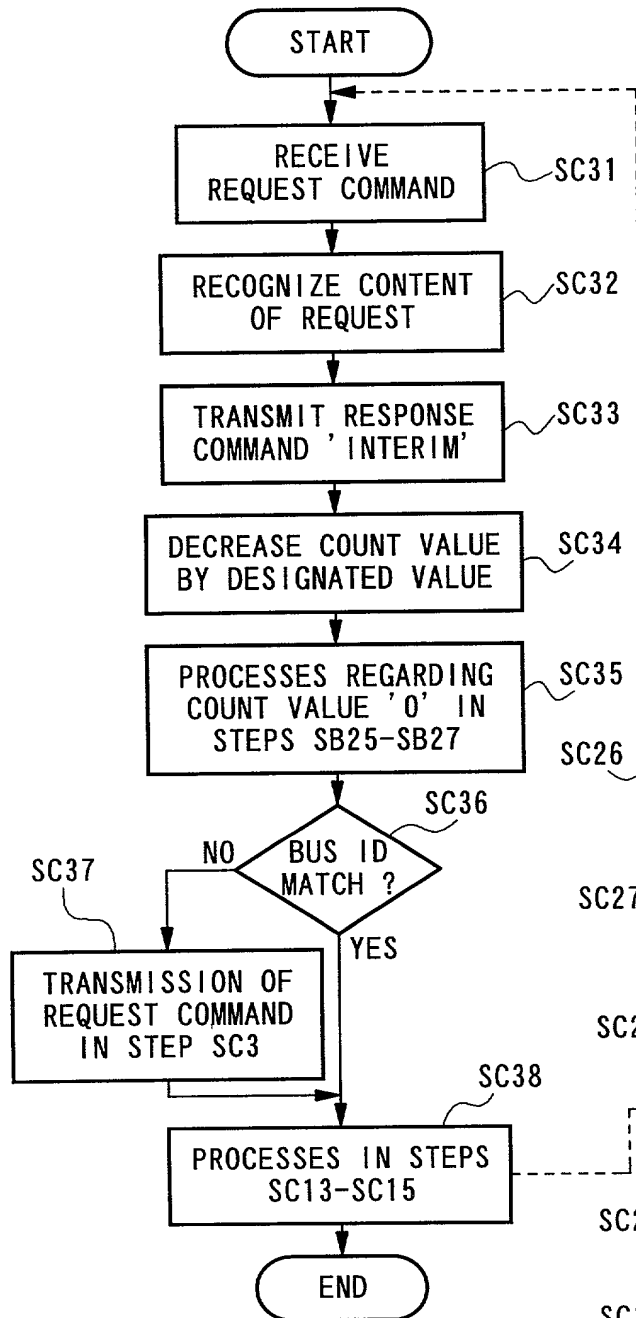 START
RECEIVE
REQUEST COMMAND
SC31
RECOGNIZE CONTENT
OF REQUEST
SC32
TRANSMIT RESPONSE
COMMAND 'INTERIM'
SC33
DECREASE COUNT VALUE
BY DESIGNATED VALUE
SC34
PROCESSES REGARDING
COUNT VALUE '0' IN
STEPS SB25-SB27
SC35
SC26
SC36
BUS ID
MATCH ?
NO
YES
SC37
SC27
TRANSMISSION OF
REQUEST COMMAND
IN STEP SC3
SC2
SC38
PROCESSES IN STEPS
SC13-SC15
SC2
END